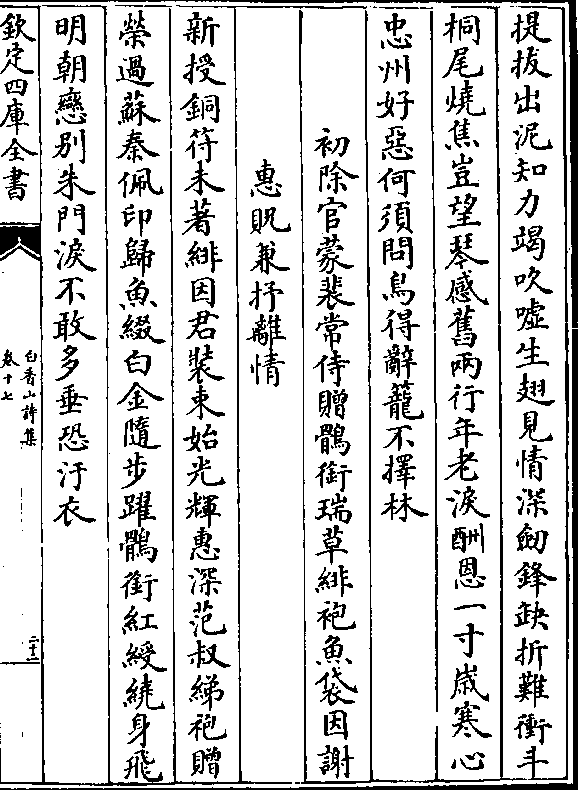 提拔出泥知力竭吹噓生翅見情深劒鋒缺折難衝斗
桐尾燒焦豈望琴感舊兩行年老淚酬恩一寸歲寒心
忠州好惡何須問鳥得辭籠不擇林
初除官蒙裴常侍贈鶻銜瑞草緋袍魚袋因謝
惠貺兼抒離情
新授銅符未著緋因君裝束始光輝惠深范叔綈袍贈
榮過蘇秦佩印歸魚綴白金隨步躍鶻銜紅綬繞身飛
明朝戀别朱門淚不敢多垂恐汙衣
欽定四庫全書
白香山詩集
卷十七
二十二